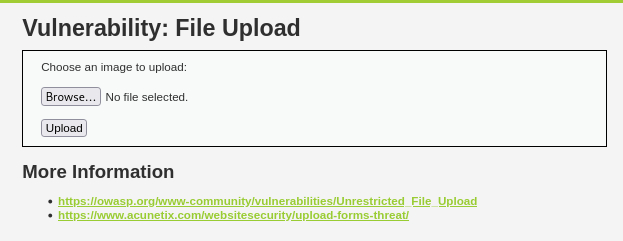 Vulnerability: File Upload
Choose an image to upload:
Browse... No file selected.
Upload
More Information
https://owasp.org/www-community/vulnerabilities/Unrestricted_File_Upload
https://www.acunetix.com/websitesecurity/upload-forms-threat/